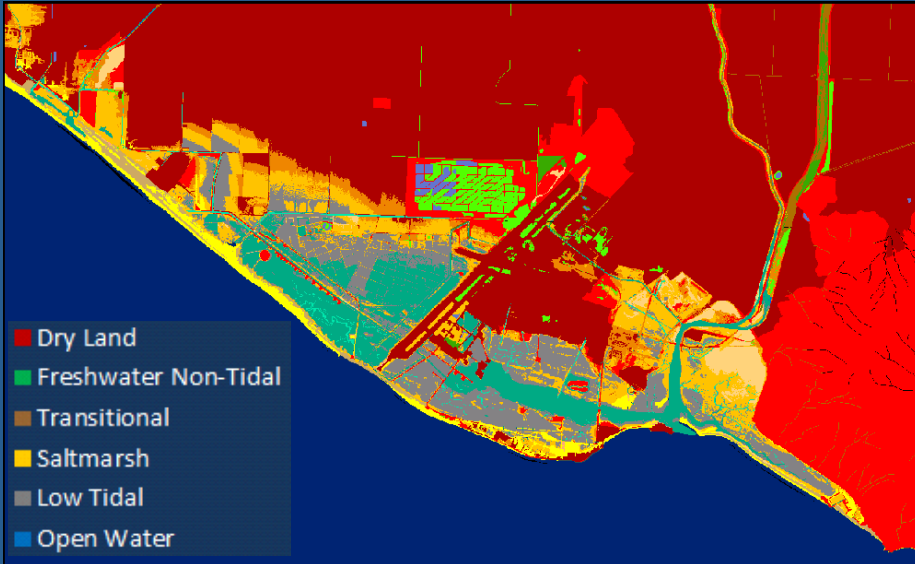 Dry Land
Freshwater Non-Tidal
Transitional
Saltmarsh
Low Tidal
Open Water